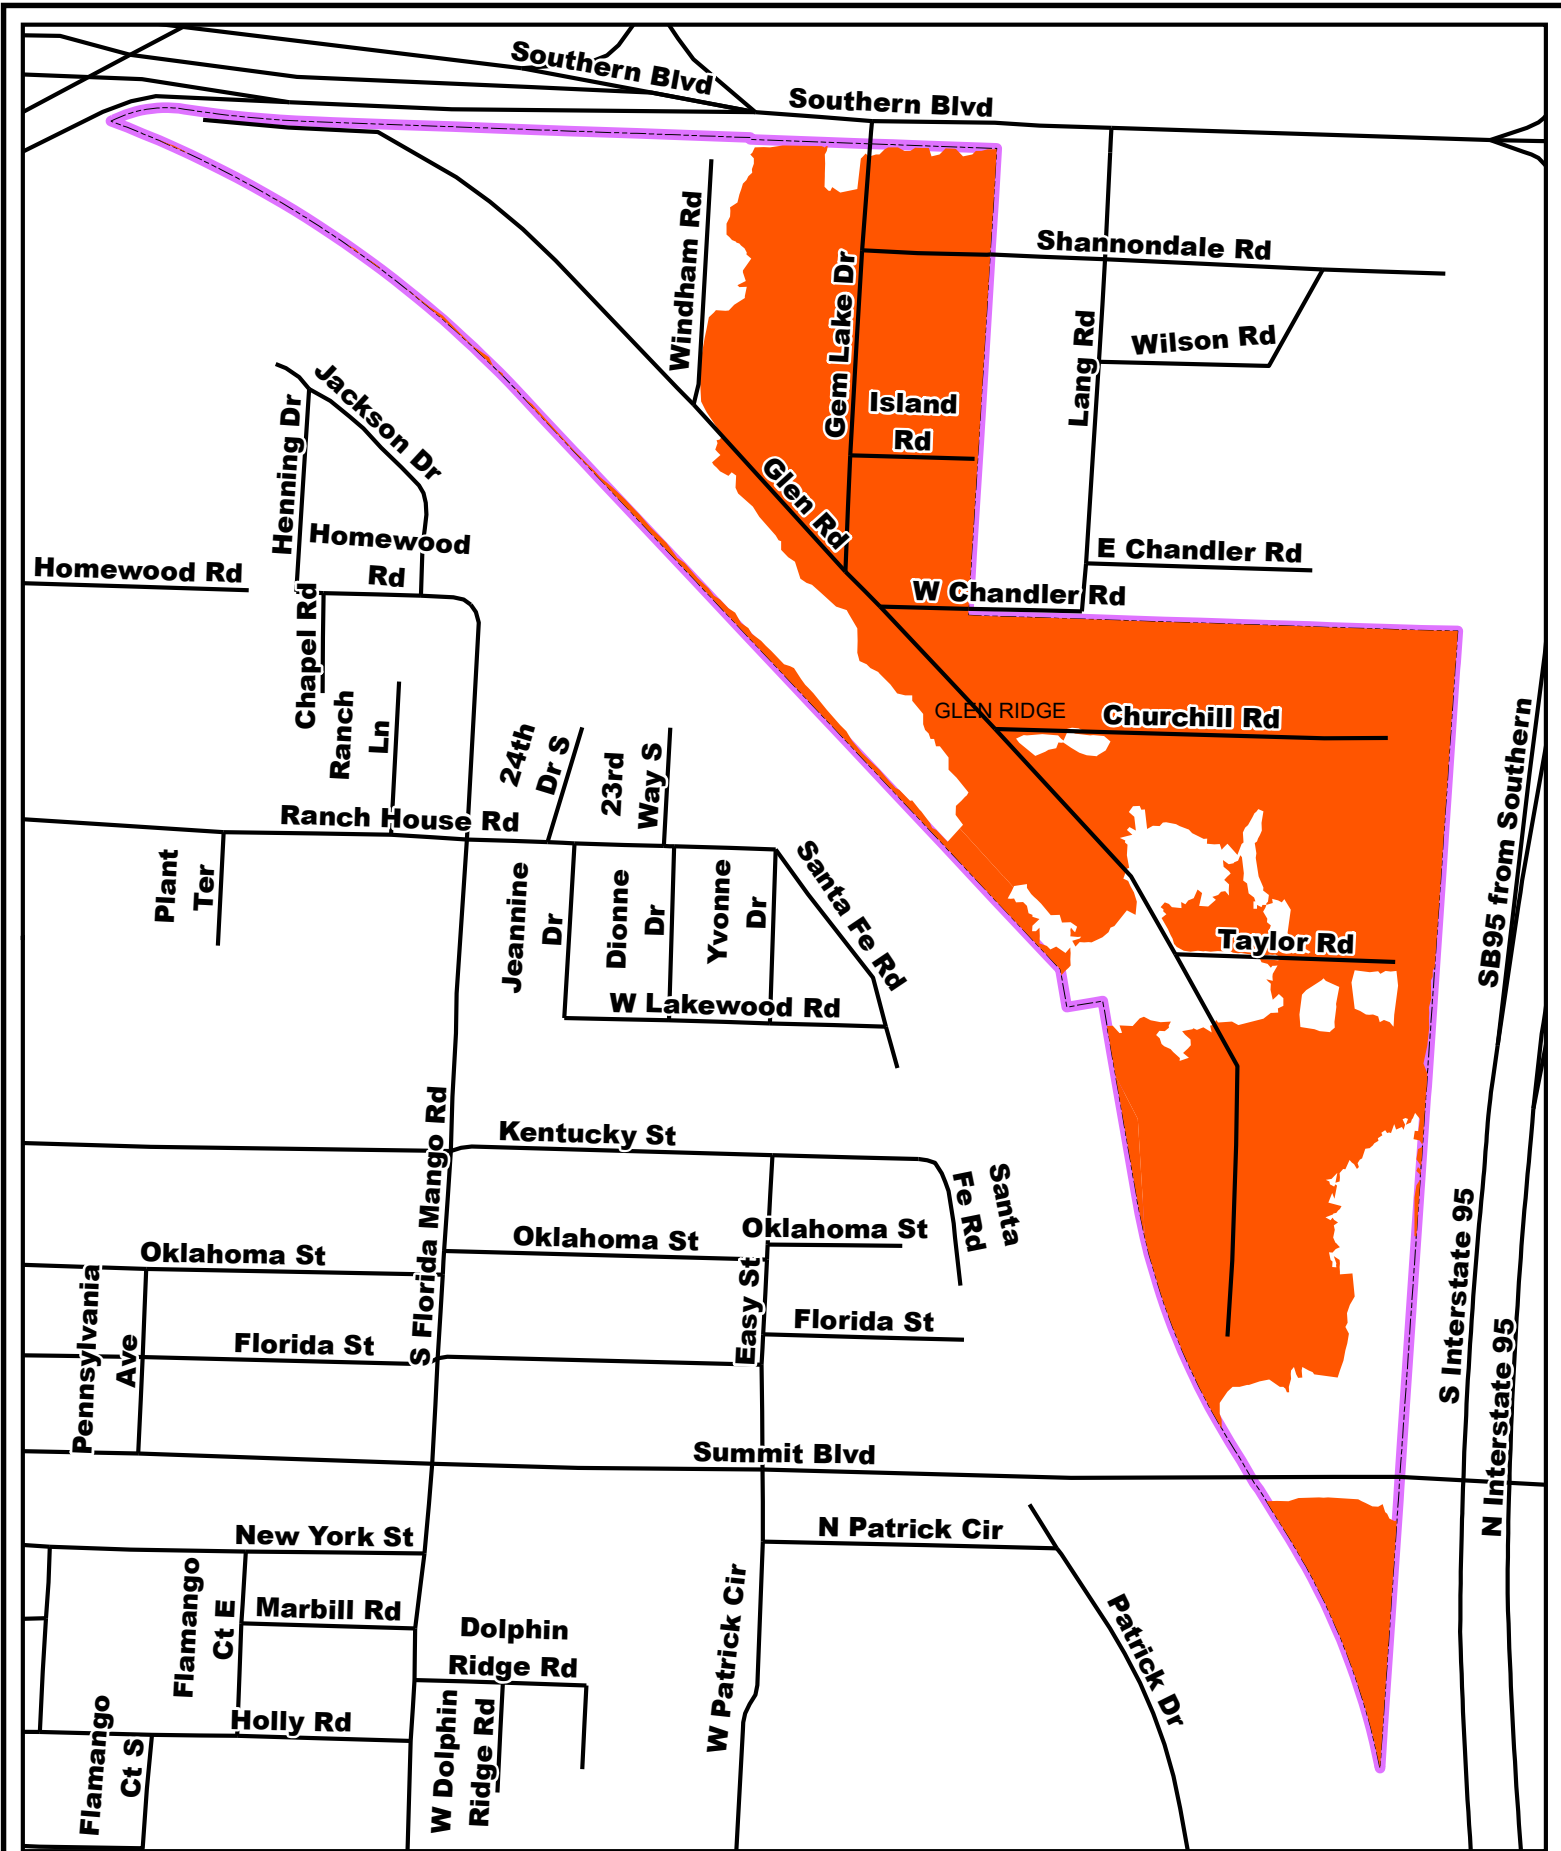 Southern Blvd
Southern Blvd
Windham Rd
Gem Lake Dr
Shannondale Rd
Lang Rd
Wilson Rd
Island
Rd
Jackson Dr
Henning Dr
Glen Rd
Homewood
Rd
Homewood Rd
E Chandler Rd
W Chandler Rd
Chapel Rd
Ranch
Ln
GLEN RIDGE
Churchill Rd
24th
Dr S
23rd
Way S
Ranch House Rd
SB95 from Southern
Plant
Ter
Jeannine
Dr
Dionne
Dr
Yvonne
Dr
Santa Fe Rd
Taylor Rd
W Lakewood Rd
S Florida Mango Rd
Kentucky St
Santa
Fe Rd
Oklahoma St
Oklahoma St
Oklahoma St
Easy St
Pennsylvania
Ave
Florida St
Florida St
S Interstate 95
N Interstate 95
Summit Blvd
New York St
N Patrick Cir
Flamango
Ct E
Marbill Rd
Dolphin
Ridge Rd
W Patrick Cir
Patrick Dr
Holly Rd
Flamango
Ct S
W Dolphin
Ridge Rd